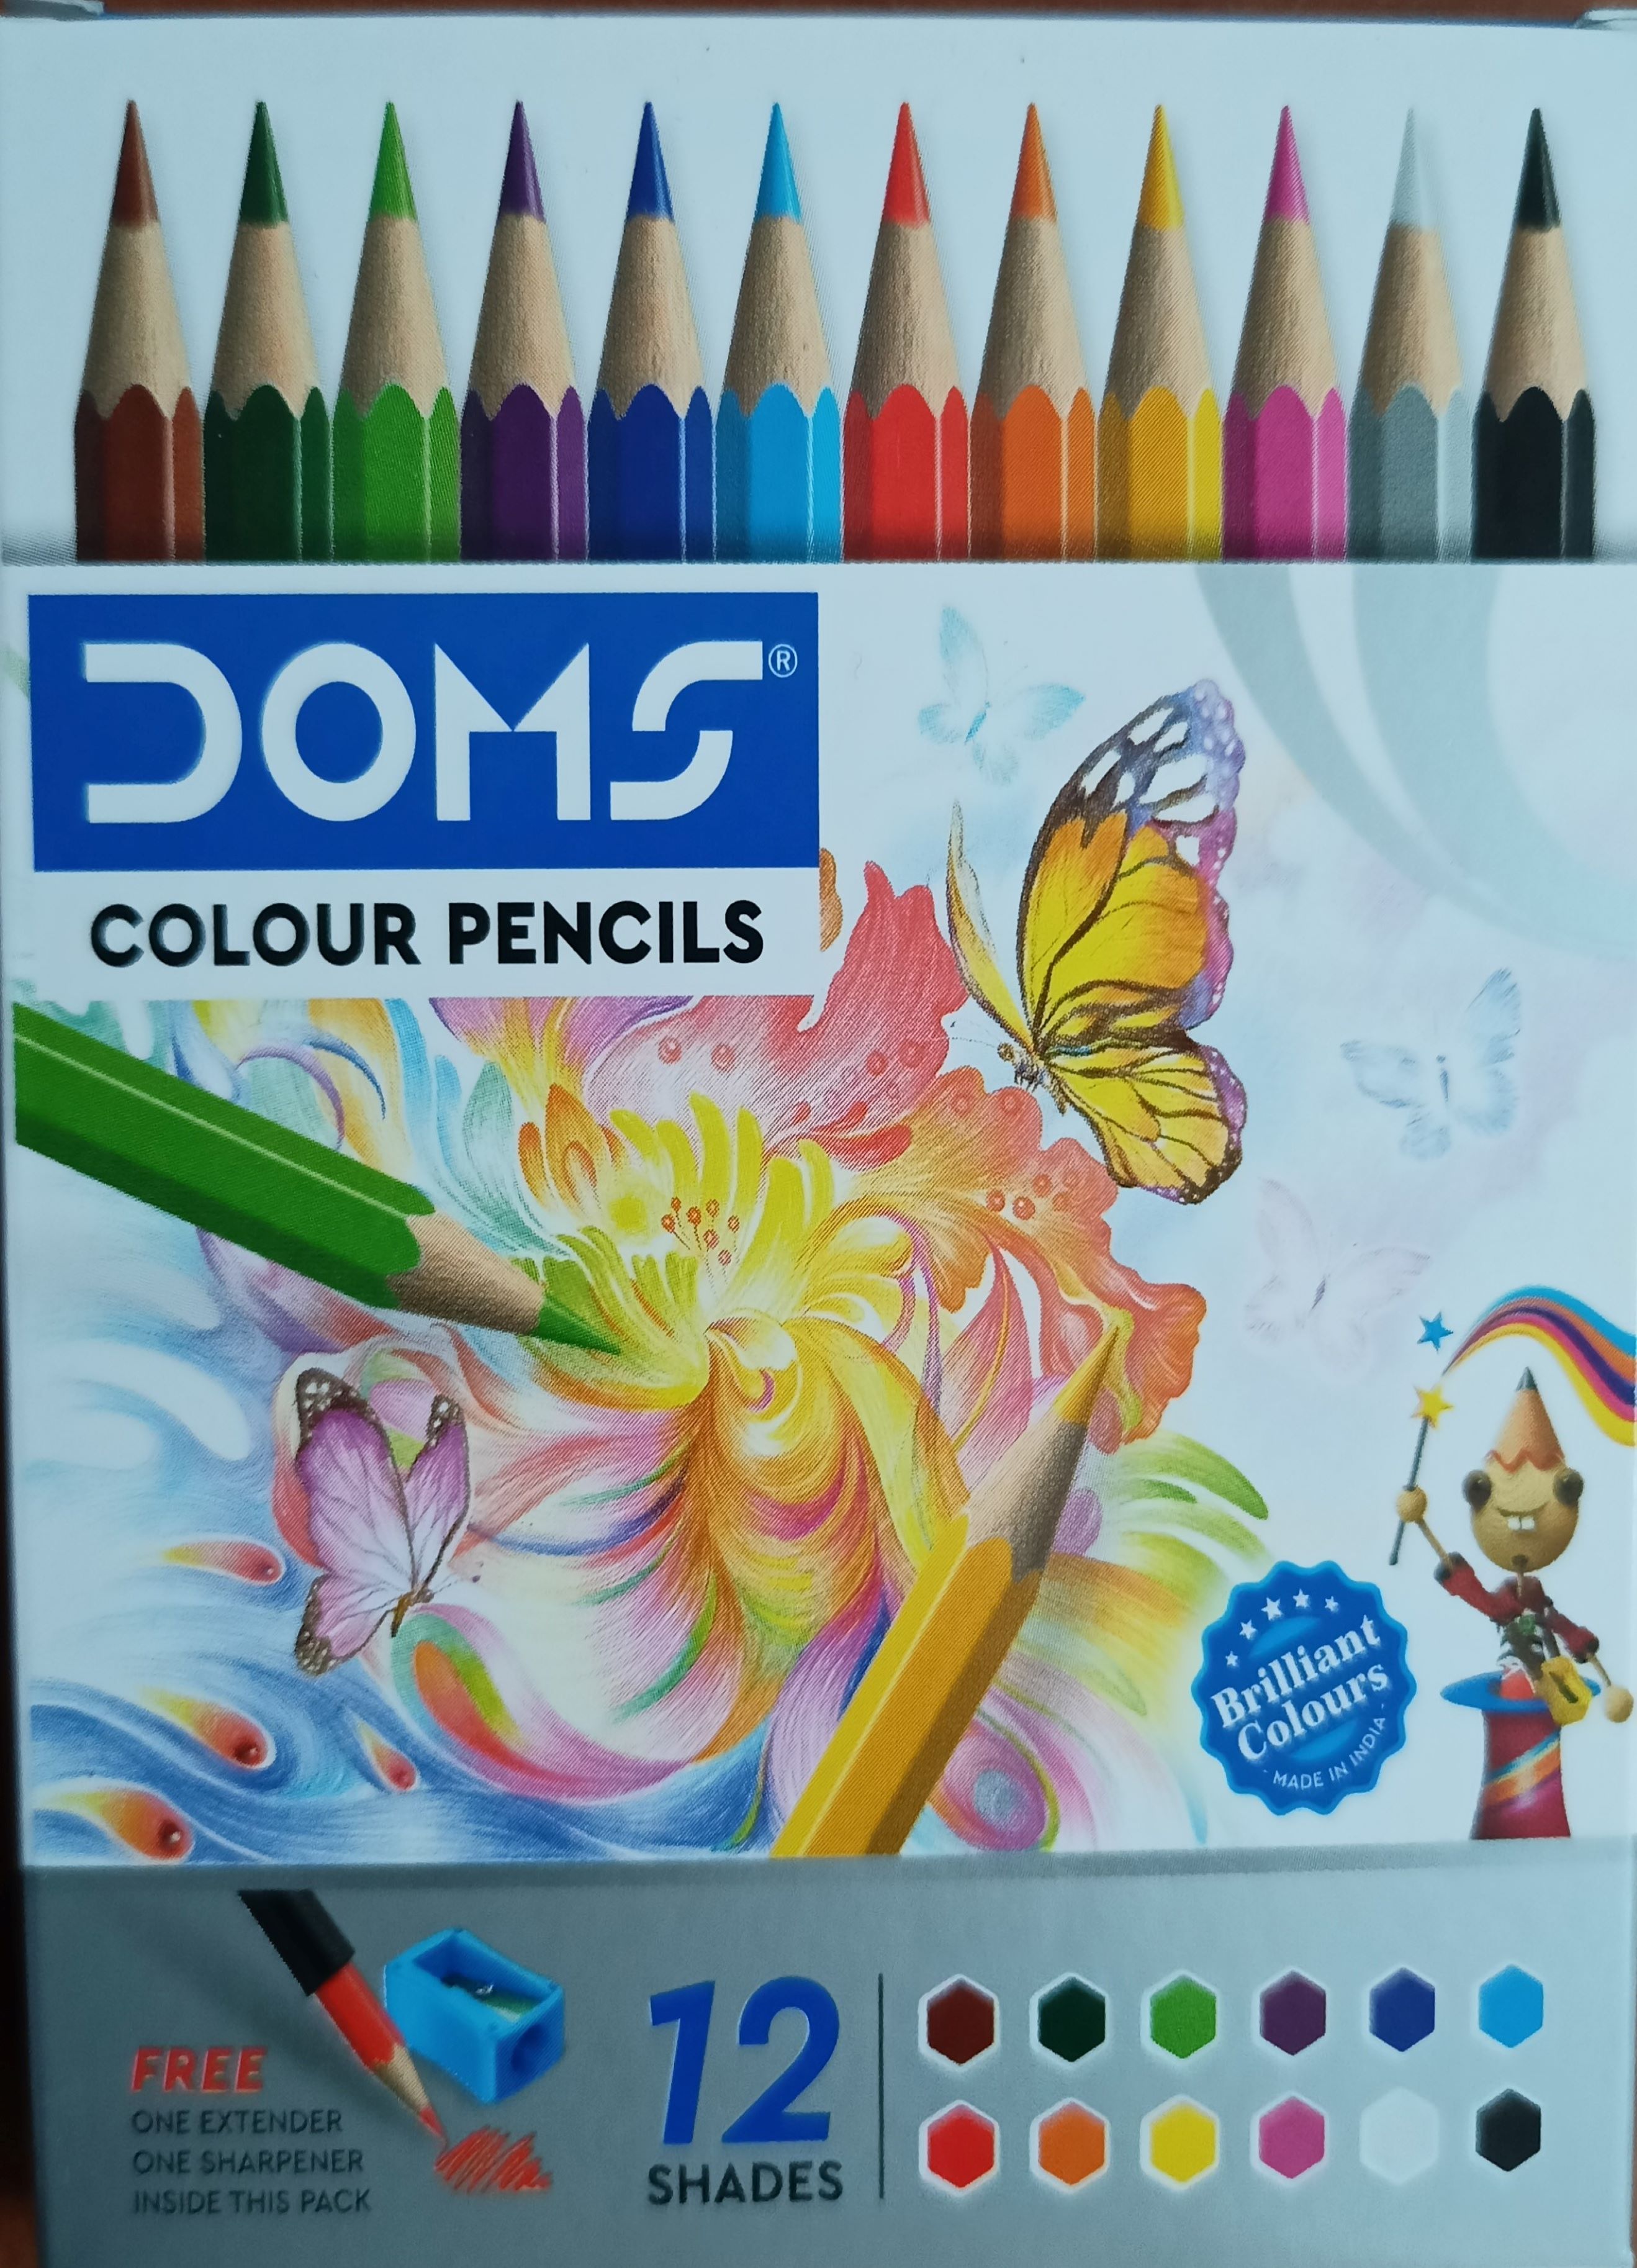 DOMS®
COLOUR PENCILS
Brilliant
Colours
MADE IN INDIA
FREE
ONE EXTENDER
ONE SHARPENER
INSIDE THIS PACK
12
SHADES